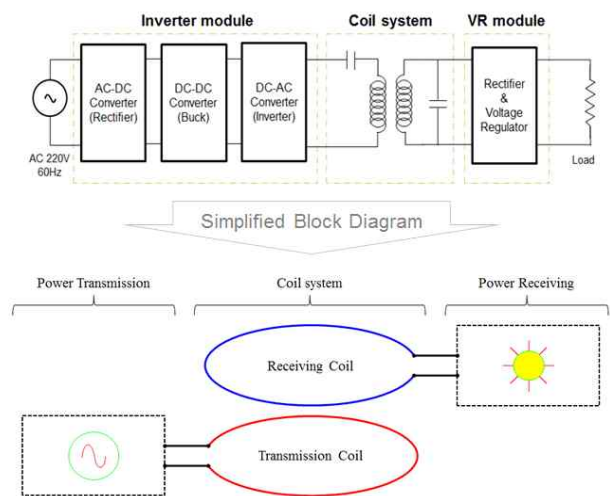 Inverter module
Coil system
VR module
AC-DC
Converter
(Rectifier)
DC-DC
Converter
(Buck)
DC-AC
Converter
(Inverter)
Rectifier
&
Voltage
Regulator
AC 220V
60Hz
Load
Simplified Block Diagram
Power Transmission
Coil system
Power Receiving
Receiving Coil
Transmission Coil